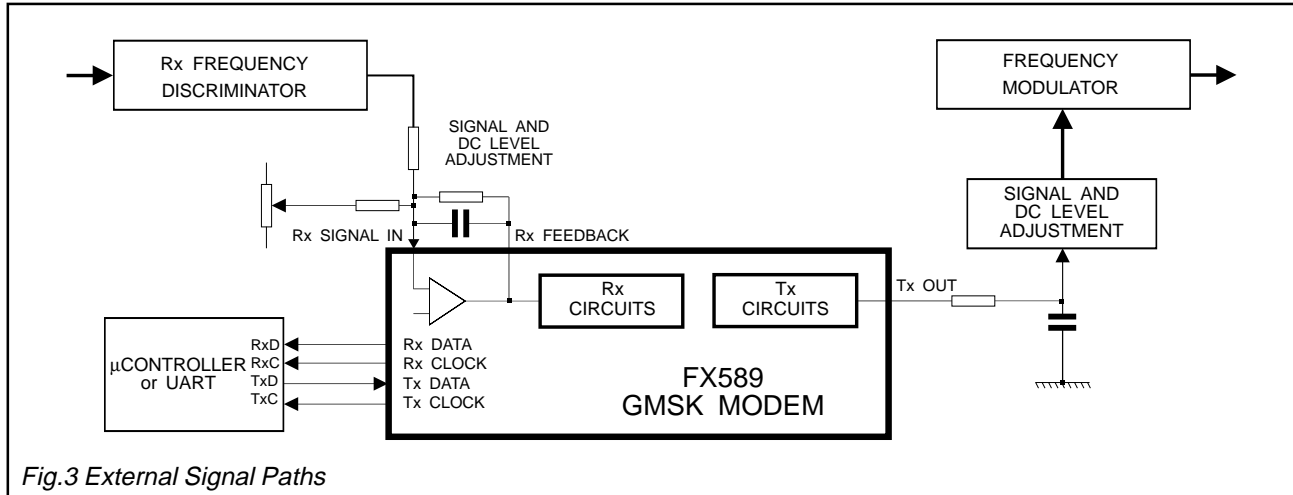 Rx FREQUENCY
DISCRIMINATOR
FREQUENCY
MODULATOR
SIGNAL AND
DC LEVEL
ADJUSTMENT
SIGNAL AND
DC LEVEL
ADJUSTMENT
Rx SIGNAL IN
Rx FEEDBACK
Rx
CIRCUITS
Tx
CIRCUITS
Tx OUT
µCONTROLLER
or UART
RxD
RxC
TxD
TxC
Rx DATA
Rx CLOCK
Tx DATA
Tx CLOCK
FX589
GMSK MODEM
Fig.3 External Signal Paths